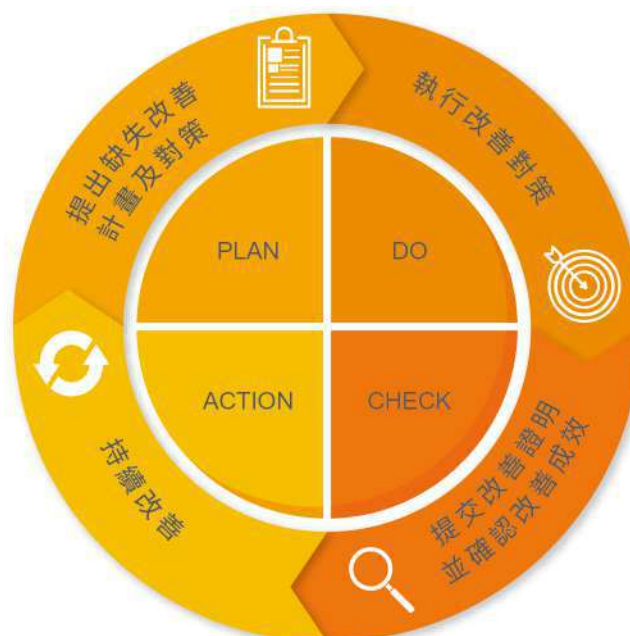 提出缺失改善
計畫及對策
執行改善對策
PLAN
DO
ACTION
CHECK
持續改善
提交改善證明
並確認改善成效